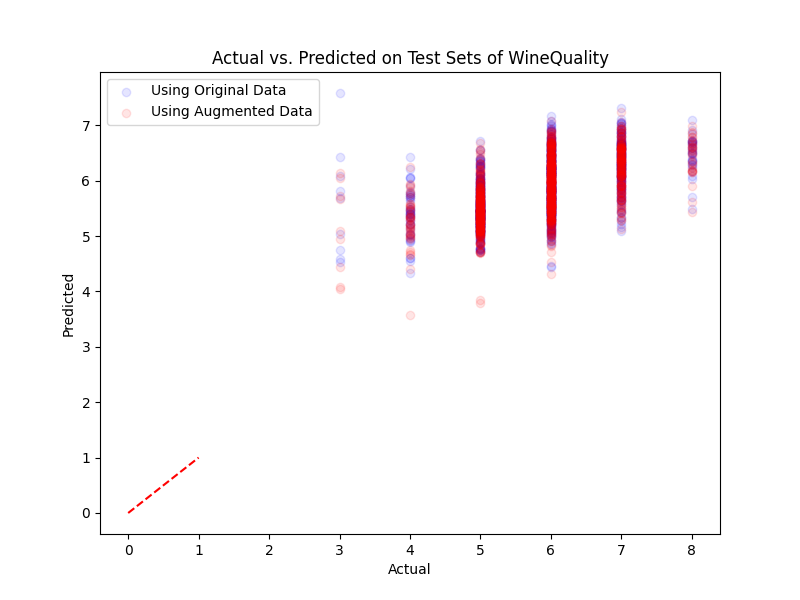 Actual vs. Predicted on Test Sets of WineQuality
Using Original Data
Using Augmented Data
Predicted
7
6
5
4
3
2
1
0
0 1 2 3 4 5 6 7 8
Actual